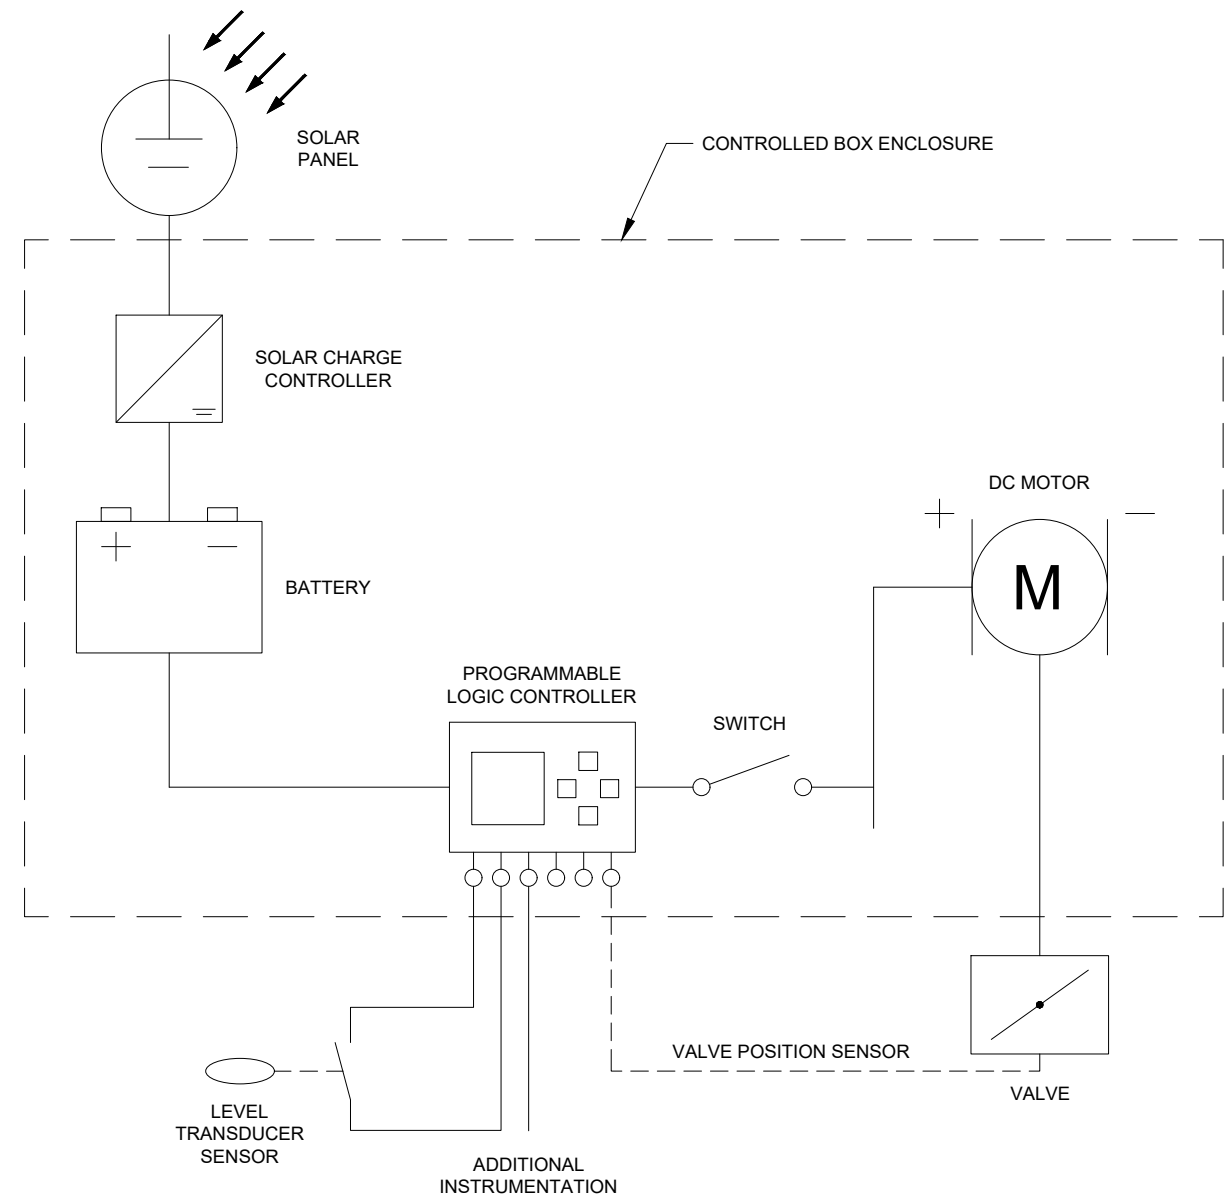 SOLAR
PANEL
CONTROLLED BOX ENCLOSURE
SOLAR CHARGE
CONTROLLER
DC MOTOR
+
−
+
−
M
BATTERY
PROGRAMMABLE
LOGIC CONTROLLER
SWITCH
VALVE POSITION SENSOR
VALVE
LEVEL
TRANSDUCER
SENSOR
ADDITIONAL
INSTRUMENTATION